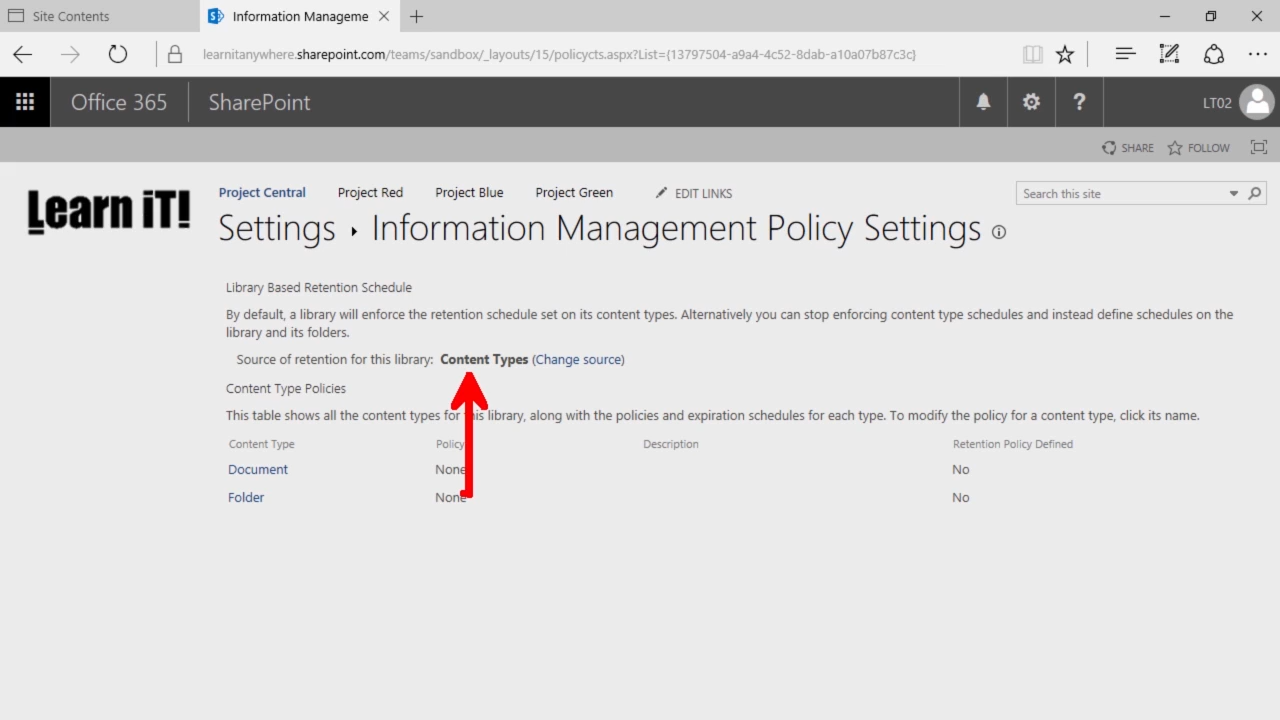 Site Contents
Information Manageme
learnitanywhere.sharepoint.com/teams/sandbox/_layouts/15/policycts.aspx?List={13797504-a9a4-4c52-8dab-a10a07b87c3c}
Office 365
SharePoint
LT02
SHARE
FOLLOW
Learn iT!
Project Central
Project Red
Project Blue
Project Green
EDIT LINKS
Search this site
Settings ▸ Information Management Policy Settings
Library Based Retention Schedule
By default, a library will enforce the retention schedule set on its content types. Alternatively you can stop enforcing content type schedules and instead define schedules on the
library and its folders.
Source of retention for this library: Content Types (Change source)
Content Type Policies
This table shows all the content types for this library, along with the policies and expiration schedules for each type. To modify the policy for a content type, click its name.
Content Type Policy Description Retention Policy Defined
Document None No
Folder None No